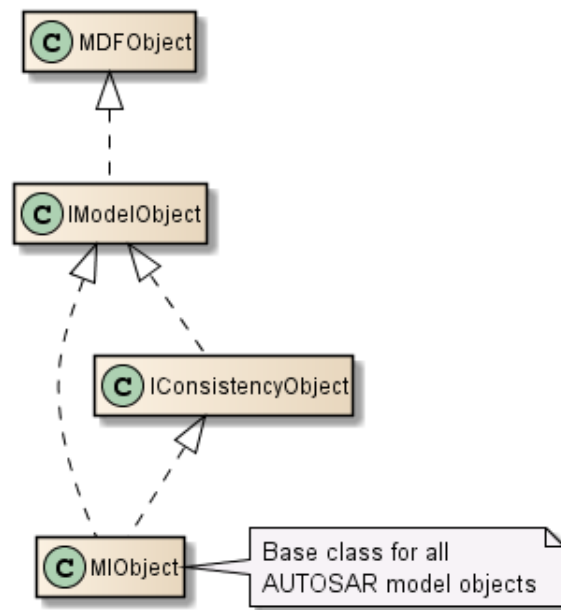 C MDFObject
C IModelObject
C IConsistencyObject
C MIObject
Base class for all
AUTOSAR model objects